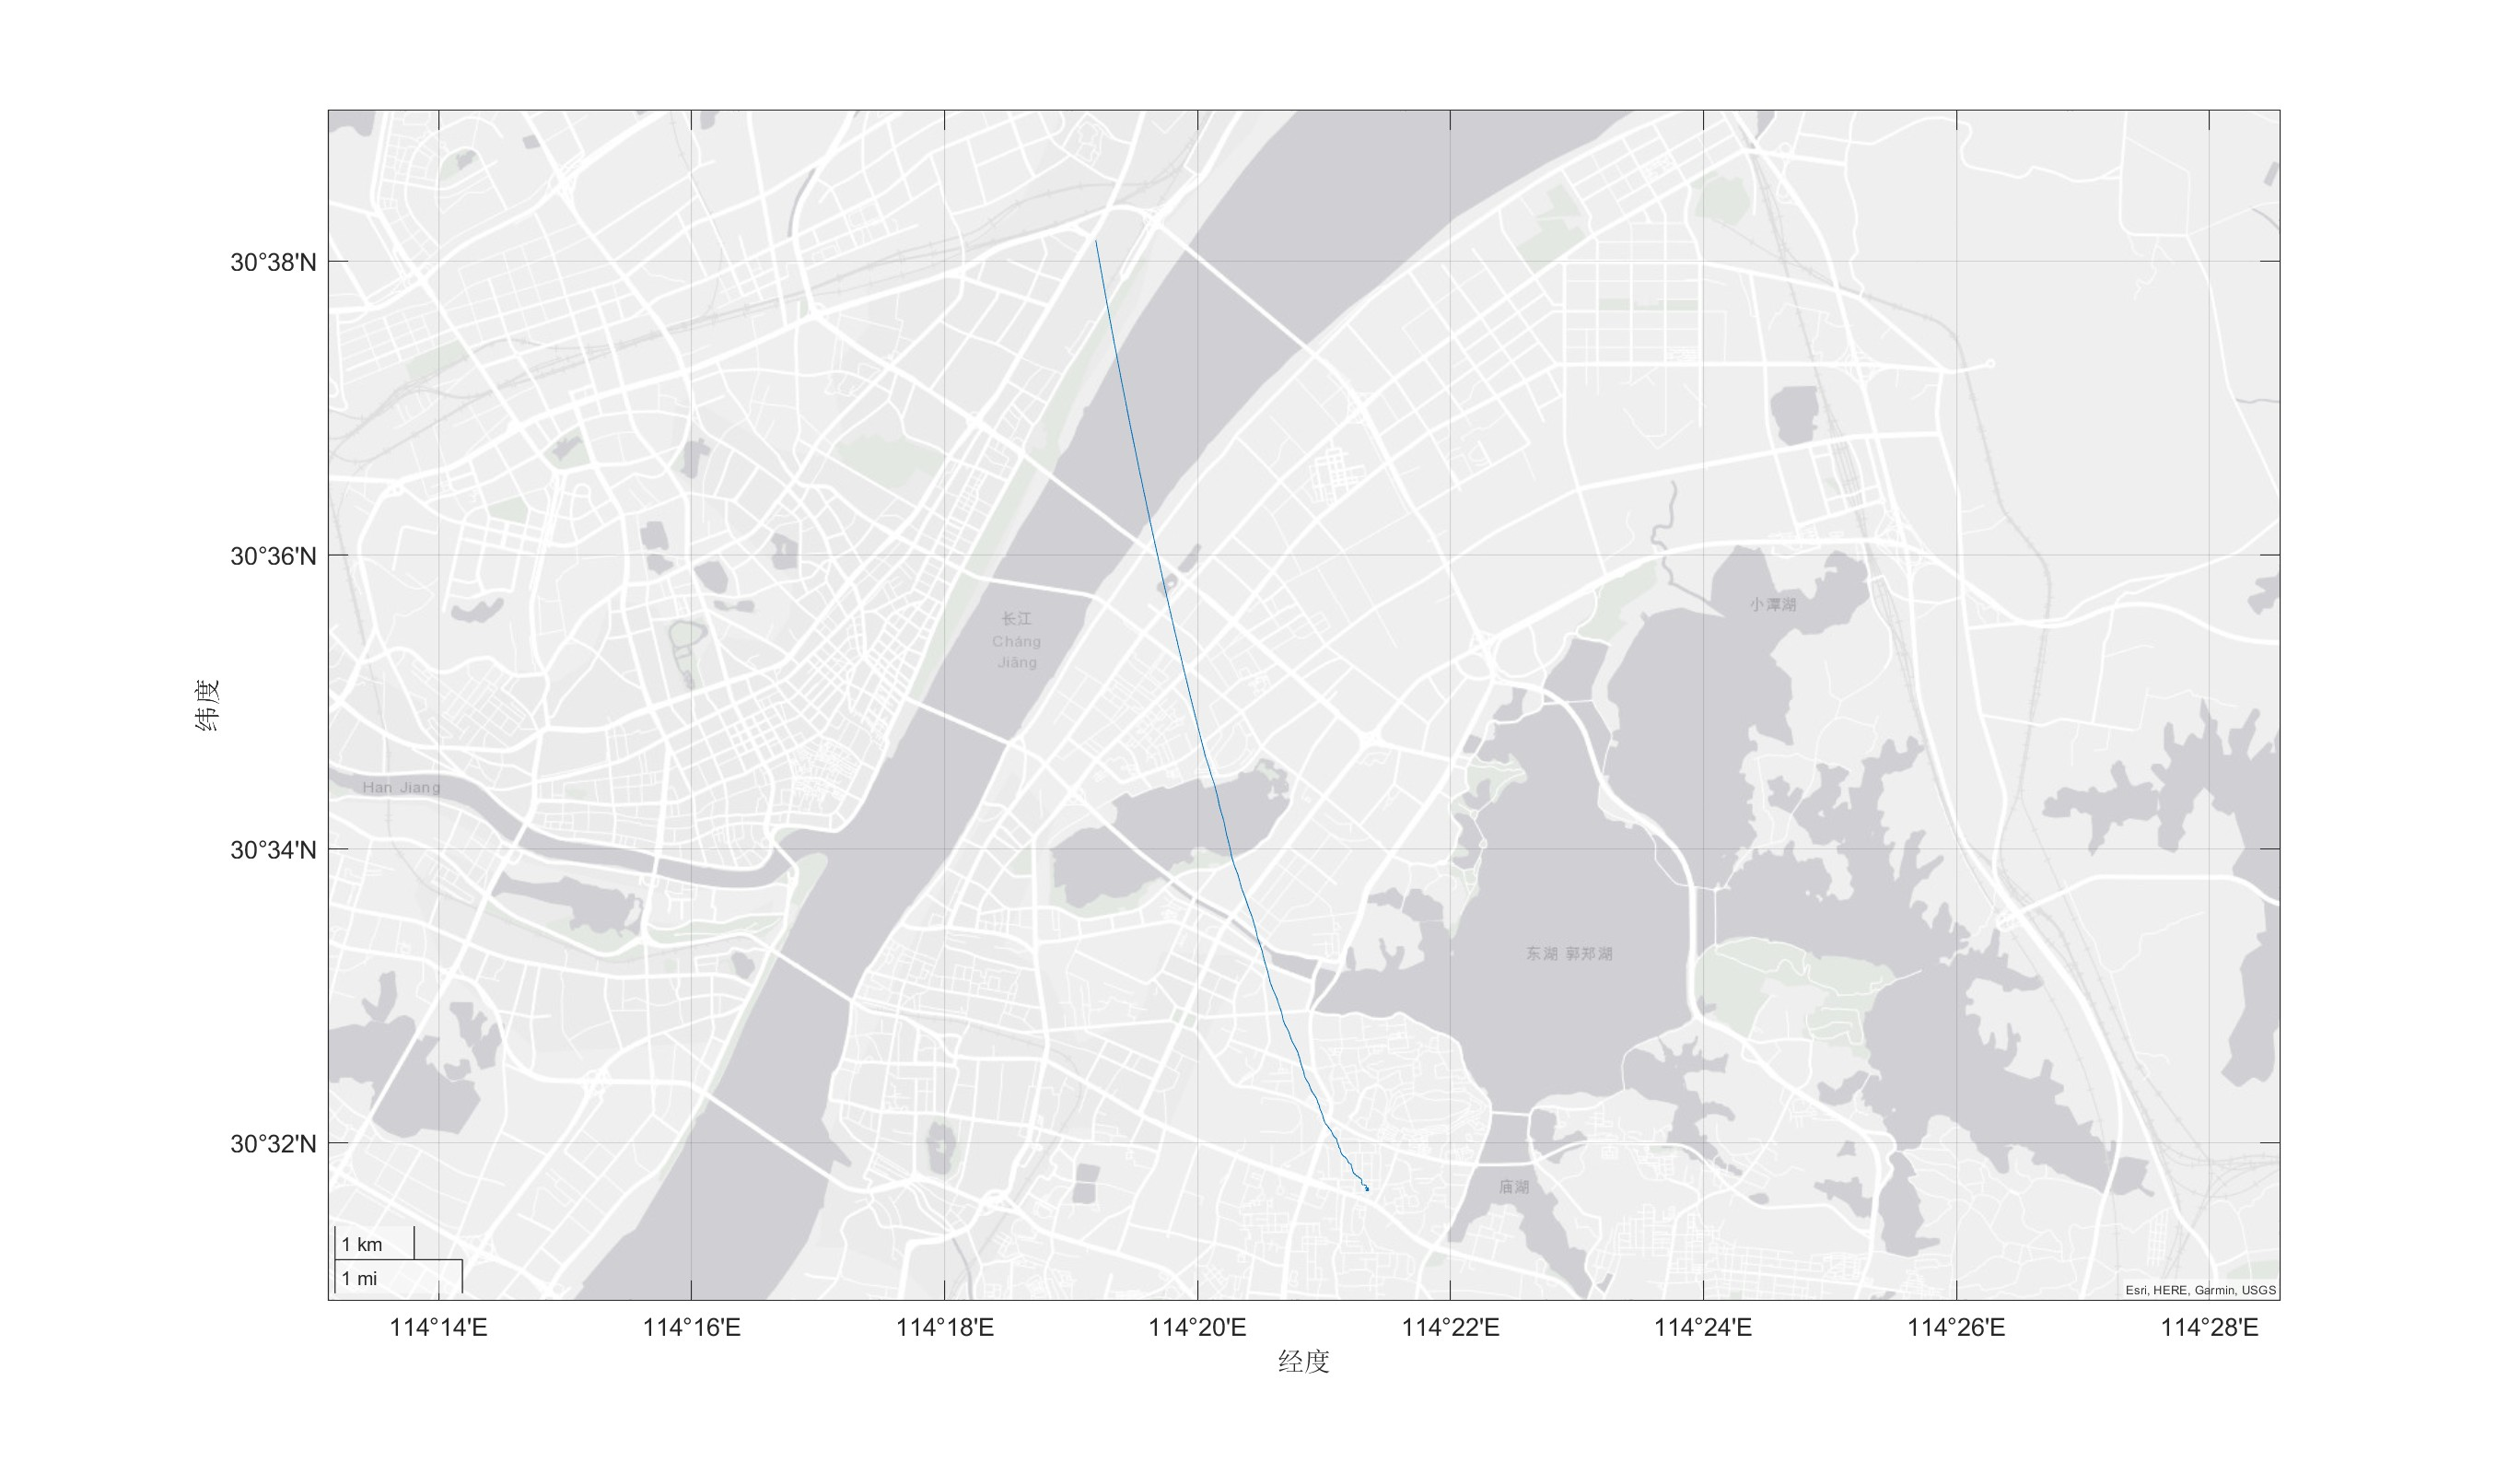 30°38'N
30°36'N
30°34'N
30°32'N
纬度
长江
Cháng
Jiāng
Han Jiang
小潭湖
东湖 郭郑湖
庙湖
1 km
1 mi
Esri, HERE, Garmin, USGS
114°14'E 114°16'E 114°18'E 114°20'E 114°22'E 114°24'E 114°26'E 114°28'E
经度